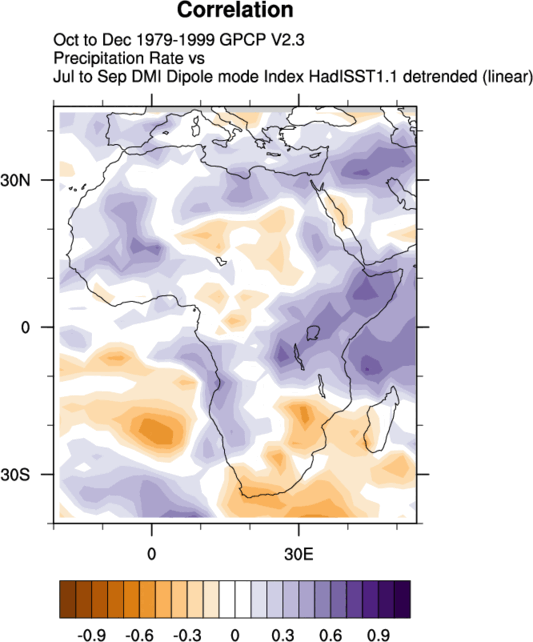 Correlation
Oct to Dec 1979-1999 GPCP V2.3
Precipitation Rate vs
Jul to Sep DMI Dipole mode Index HadISST1.1 detrended (linear)
30N
0
30S
0 30E
-0.9 -0.6 -0.3 0 0.3 0.6 0.9